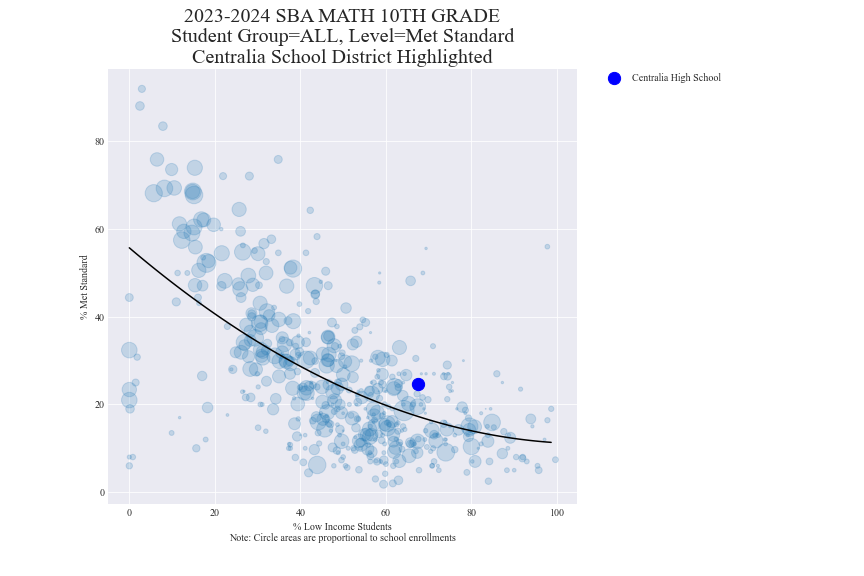 2023-2024 SBA MATH 10TH GRADE
Student Group=ALL, Level=Met Standard
Centralia School District Highlighted
Centralia High School
% Met Standard
80
60
40
20
0
0 20 40 60 80 100
% Low Income Students
Note: Circle areas are proportional to school enrollments